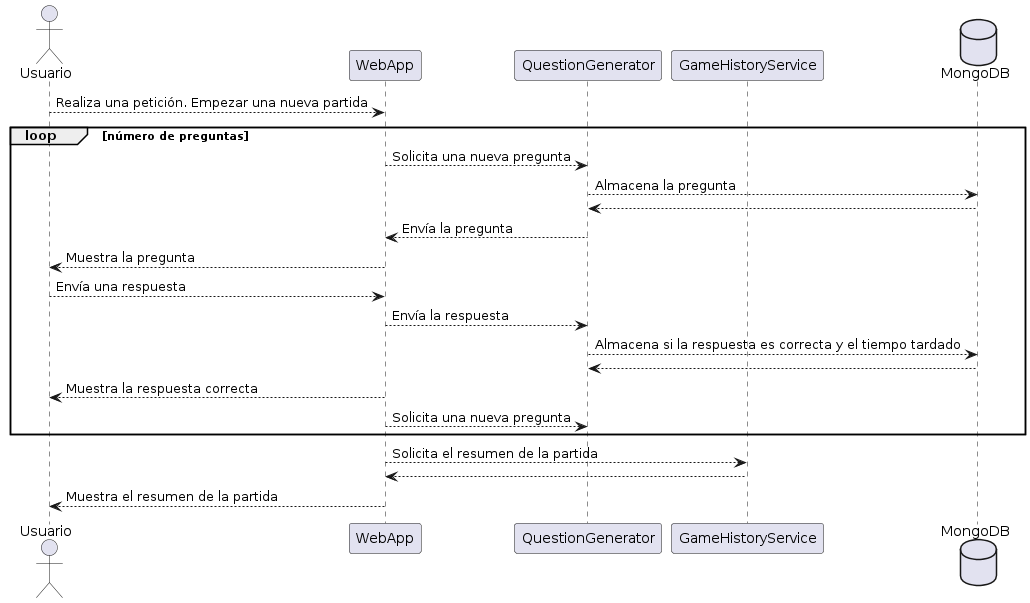 Usuario
WebApp
QuestionGenerator
GameHistoryService
MongoDB
Realiza una petición. Empezar una nueva partida
loop
[número de preguntas]
Solicita una nueva pregunta
Almacena la pregunta
Envía la pregunta
Muestra la pregunta
Envía una respuesta
Envía la respuesta
Almacena si la respuesta es correcta y el tiempo tardado
Muestra la respuesta correcta
Solicita una nueva pregunta
Solicita el resumen de la partida
Muestra el resumen de la partida
Usuario
WebApp
QuestionGenerator
GameHistoryService
MongoDB